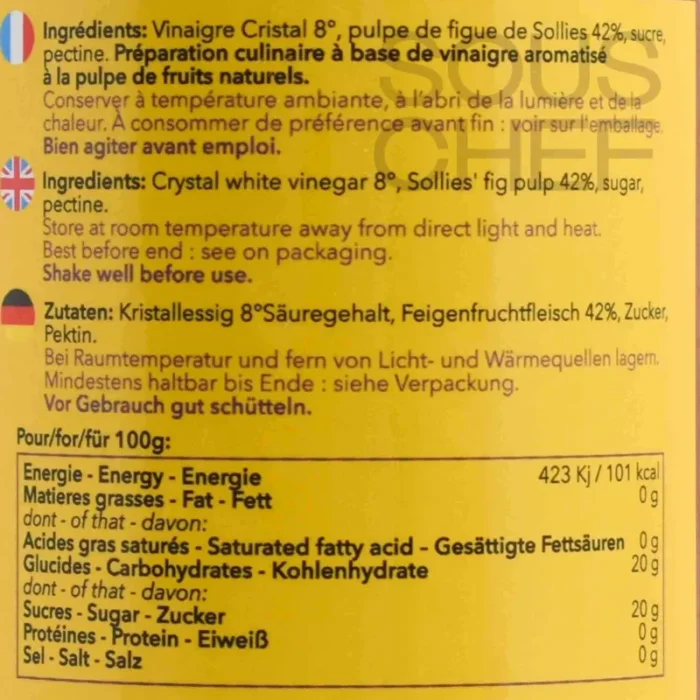 Ingrédients: Vinaigre Cristal 8°, pulpe de figue de Sollies 42%, sucre,
pectine. Préparation culinaire à base de vinaigre aromatisé
à la pulpe de fruits naturels.
Conserver à température ambiante, à l'abri de la lumière et de la
chaleur. À consommer de préférence avant fin : voir sur l'emballage.
Bien agiter avant emploi.
SOUS
CHEF
Ingredients: Crystal white vinegar 8°, Sollies' fig pulp 42%, sugar,
pectine.
Store at room temperature away from direct light and heat.
Best before end : see on packaging.
Shake well before use.
Zutaten: Kristallessig 8°Säuregehalt, Feigenfruchtfleisch 42%, Zucker,
Pektin.
Bei Raumtemperatur und fern von Licht- und Wärmequellen lagern.
Mindestens haltbar bis Ende : siehe Verpackung.
Vor Gebrauch gut schütteln.
Pour/for/für 100g:
Energie - Energy - Energie 423 Kj / 101 kcal
Matieres grasses - Fat - Fett 0g
dont - of that - davon:
Acides gras saturés - Saturated fatty acid - Gesättigte Fettsäuren 0g
Glucides - Carbohydrates - Kohlenhydrate 20g
dont - of that - davon:
Sucres - Sugar - Zucker 20g
Protéines - Protein - Eiweiß 0g
Sel - Salt - Salz 0g